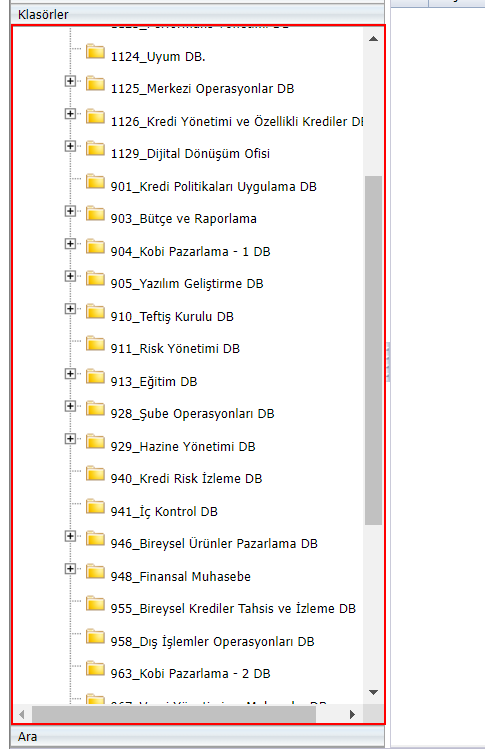 Klasörler
1124_Uyum DB.
1125_Merkezi Operasyonlar DB
1126_Kredi Yönetimi ve Özellikli Krediler
1129_Dijital Dönüşüm Ofisi
901_Kredi Politikaları Uygulama DB
903_Bütçe ve Raporlama
904_Kobi Pazarlama - 1 DB
905_Yazılım Geliştirme DB
910_Teftiş Kurulu DB
911_Risk Yönetimi DB
913_Eğitim DB
928_Şube Operasyonları DB
929_Hazine Yönetimi DB
940_Kredi Risk İzleme DB
941_İç Kontrol DB
946_Bireysel Ürünler Pazarlama DB
948_Finansal Muhasebe
955_Bireysel Krediler Tahsis ve İzleme DB
958_Dış İşlemler Operasyonları DB
963_Kobi Pazarlama - 2 DB
Ara